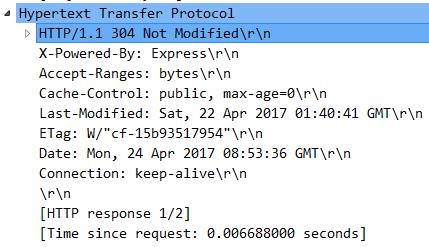 Hypertext Transfer Protocol
HTTP/1.1 304 Not Modified\r\n
X-Powered-By: Express\r\n
Accept-Ranges: bytes\r\n
Cache-Control: public, max-age=0\r\n
Last-Modified: Sat, 22 Apr 2017 01:40:41 GMT\r\n
ETag: W/"cf-15b93517954"\r\n
Date: Mon, 24 Apr 2017 08:53:36 GMT\r\n
Connection: keep-alive\r\n
\r\n
[HTTP response 1/2]
[Time since request: 0.006688000 seconds]